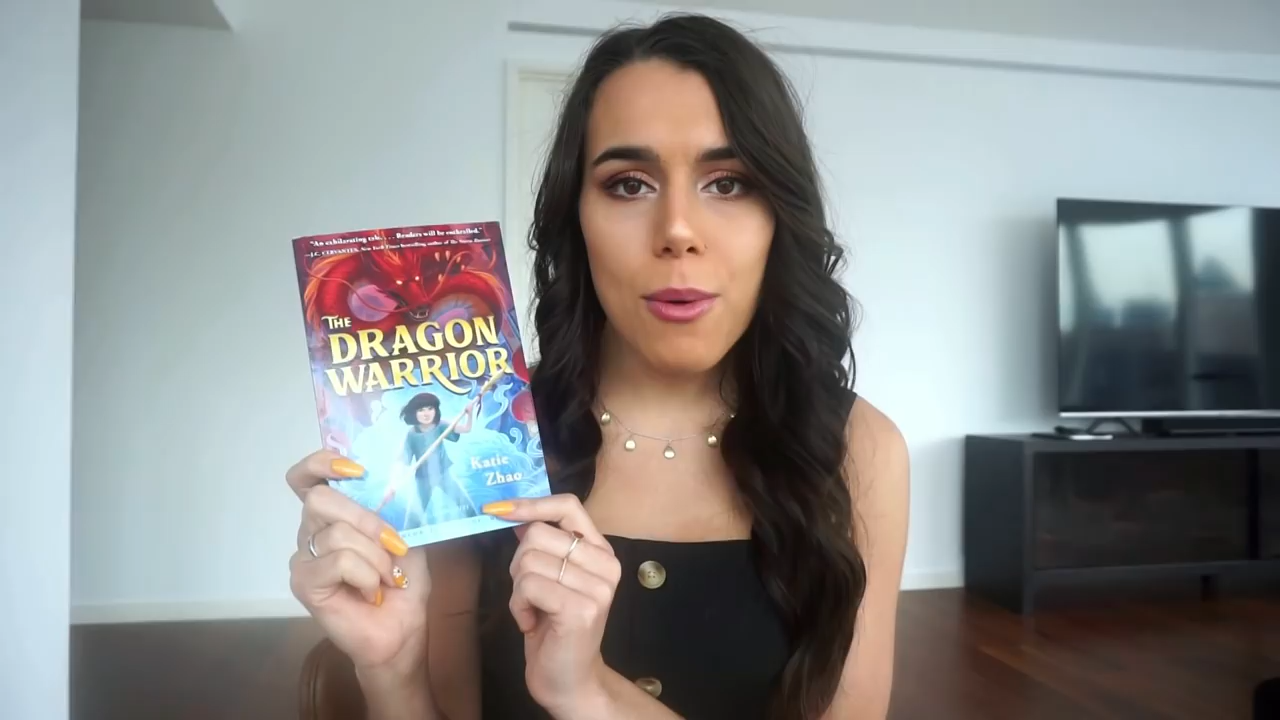 "An exhilarating tale. . . . Readers will be enthralled."
—J.C. CERVANTES, New York Times bestselling author of The Storm Runner
THE
DRAGON
WARRIOR
Katie
Zhao